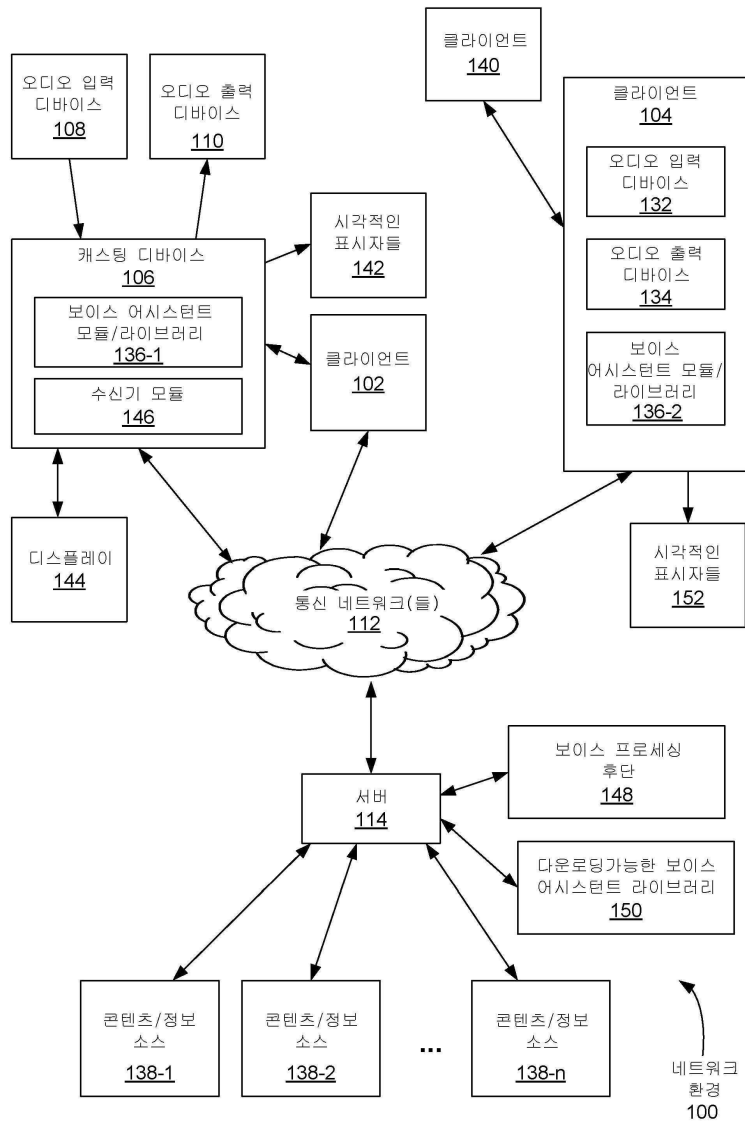 오디오 입력
디바이스
108
오디오 출력
디바이스
110
클라이언트
140
클라이언트
104
오디오 입력
디바이스
132
오디오 출력
디바이스
134
보이스
어시스턴트 모듈/
라이브러리
136-2
캐스팅 디바이스
106
보이스 어시스턴트
모듈/라이브러리
136-1
수신기 모듈
146
시각적인
표시자들
142
클라이언트
102
디스플레이
144
통신 네트워크(들)
112
시각적인
표시자들
152
서버
114
보이스 프로세싱
후단
148
다운로딩가능한 보이스
어시스턴트 라이브러리
150
콘텐츠/정보
소스
138-1
콘텐츠/정보
소스
138-2
...
콘텐츠/정보
소스
138-n
네트워크
환경
100